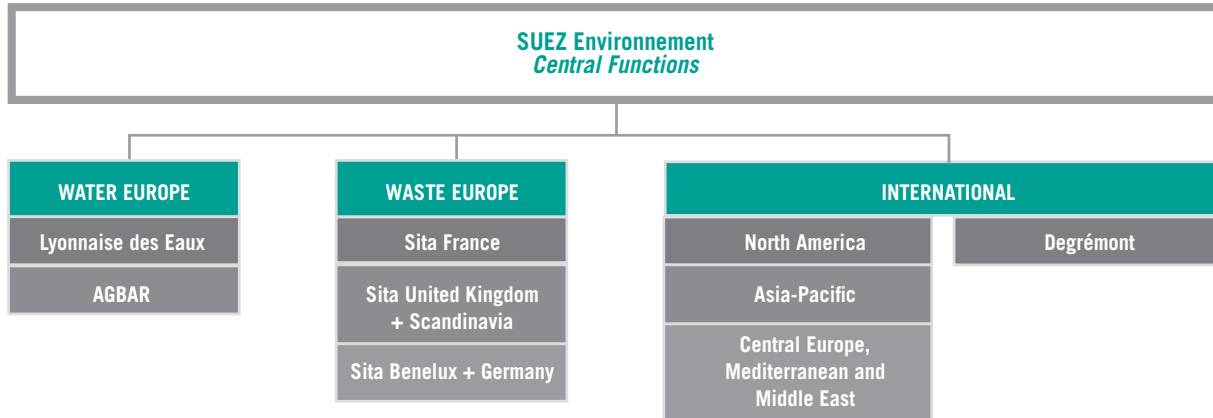 SUEZ Environnement
Central Functions
WATER EUROPE
Lyonnaise des Eaux
AGBAR
WASTE EUROPE
Sita France
Sita United Kingdom
+ Scandinavia
Sita Benelux + Germany
INTERNATIONAL
North America
Asia-Pacific
Central Europe,
Mediterranean and
Middle East
Degrémont